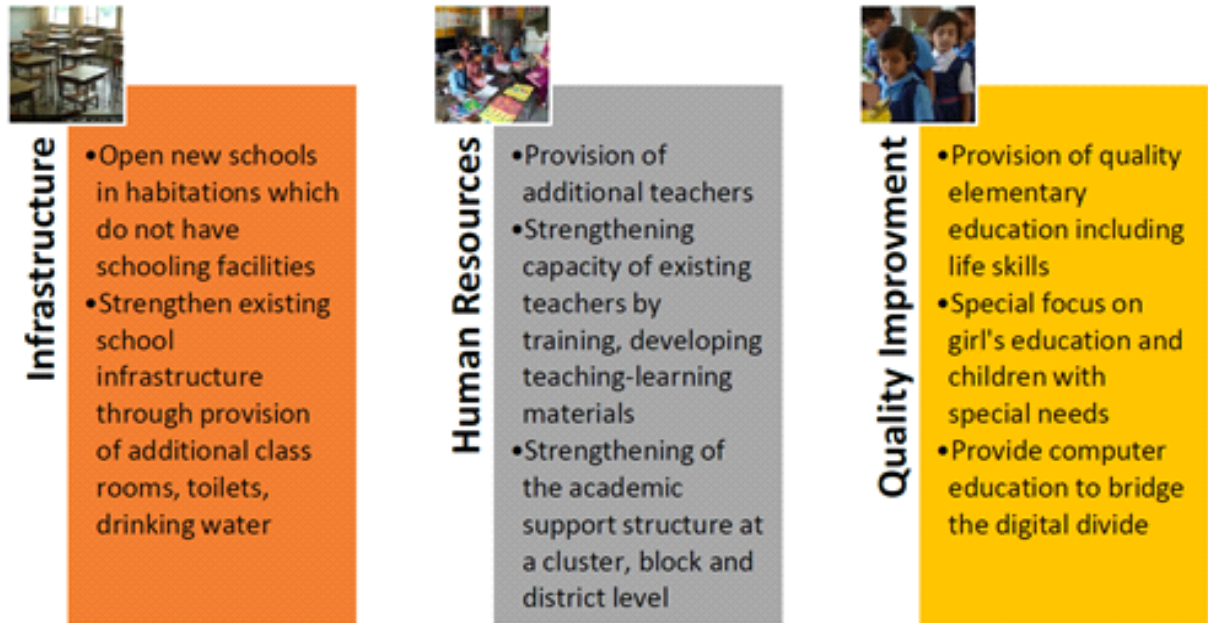 Infrastructure
•Open new schools
in habitations which
do not have
schooling facilities
•Strengthen existing
school
infrastructure
through provision
of additional class
rooms, toilets,
drinking water
Human Resources
•Provision of
additional teachers
•Strengthening
capacity of existing
teachers by
training, developing
teaching-learning
materials
•Strengthening of
the academic
support structure at
a cluster, block and
district level
Quality Improvment
•Provision of quality
elementary
education including
life skills
•Special focus on
girl's education and
children with
special needs
•Provide computer
education to bridge
the digital divide